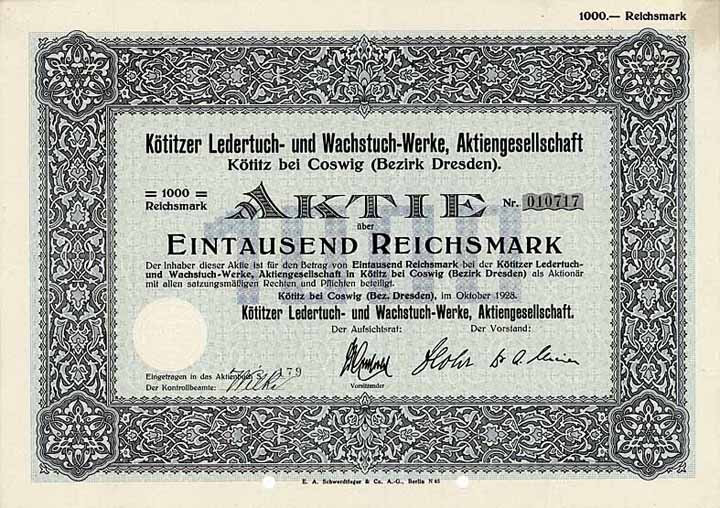 1000.— Reichsmark
Kötitzer Ledertuch- und Wachstuch-Werke, Aktiengesellschaft
Kötitz bei Coswig (Bezirk Dresden).
= 1000 =
Reichsmark
AKTIE
Nr. 010717
über
EINTAUSEND REICHSMARK
Der Inhaber dieser Aktie ist für den Betrag von Eintausend Reichsmark bei der Kötitzer Ledertuch-
und Wachstuch-Werke, Aktiengesellschaft in Kötitz bei Coswig (Bezirk Dresden) als Aktionär
mit allen satzungsmäßigen Rechten und Pflichten beteiligt.
Kötitz bei Coswig (Bez. Dresden), im Oktober 1928.
Kötitzer Ledertuch- und Wachstuch-Werke, Aktiengesellschaft.
Der Aufsichtsrat: Der Vorstand:
Eingetragen in das Aktienbuch S. 179
Der Kontrollbeamte:
Vorsitzender
E. A. Schwerdtfeger & Co. A.-G., Berlin N 65